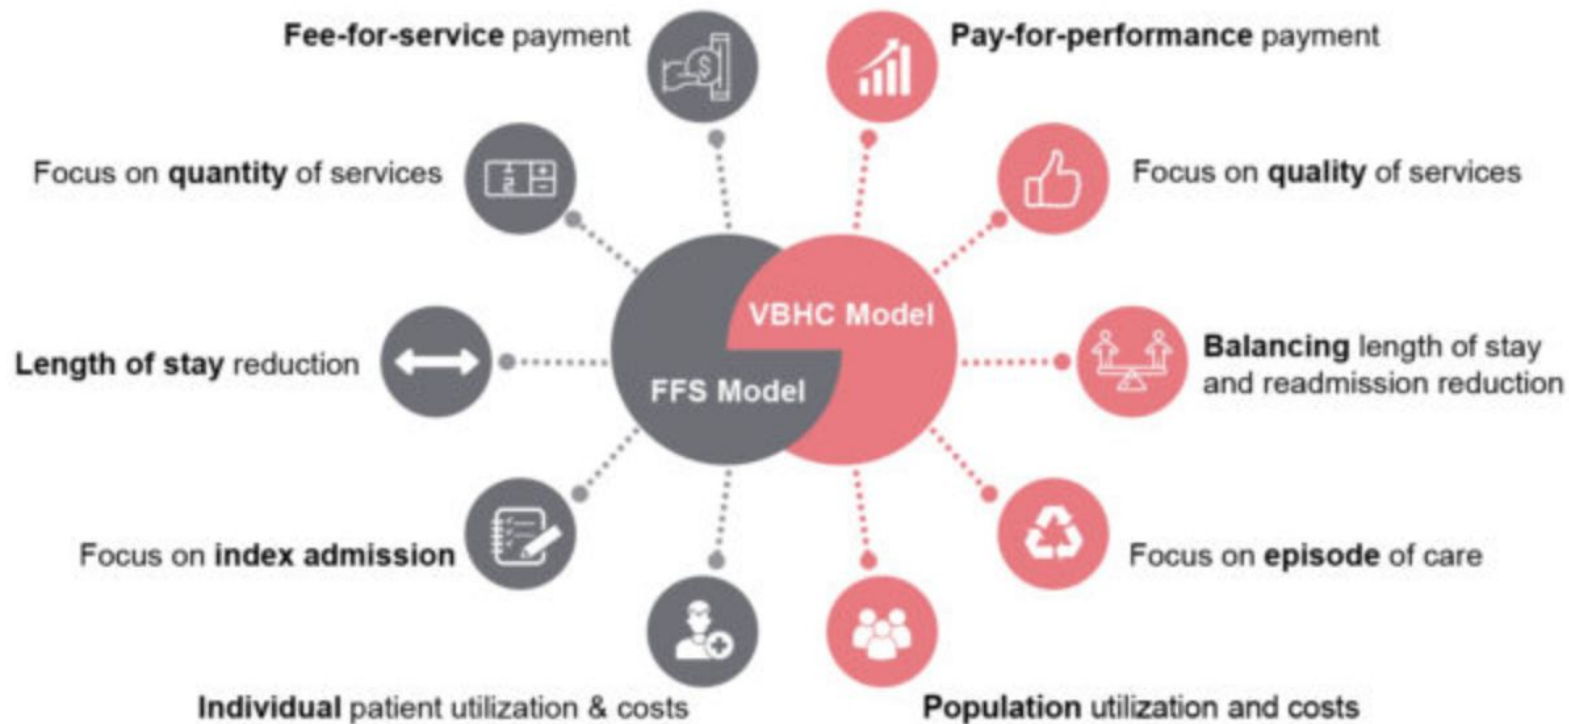 Fee-for-service payment
Pay-for-performance payment
Focus on quantity of services
Focus on quality of services
VBHC Model
Length of stay reduction
Balancing length of stay
and readmission reduction
FFS Model
Focus on index admission
Focus on episode of care
Individual patient utilization & costs
Population utilization and costs